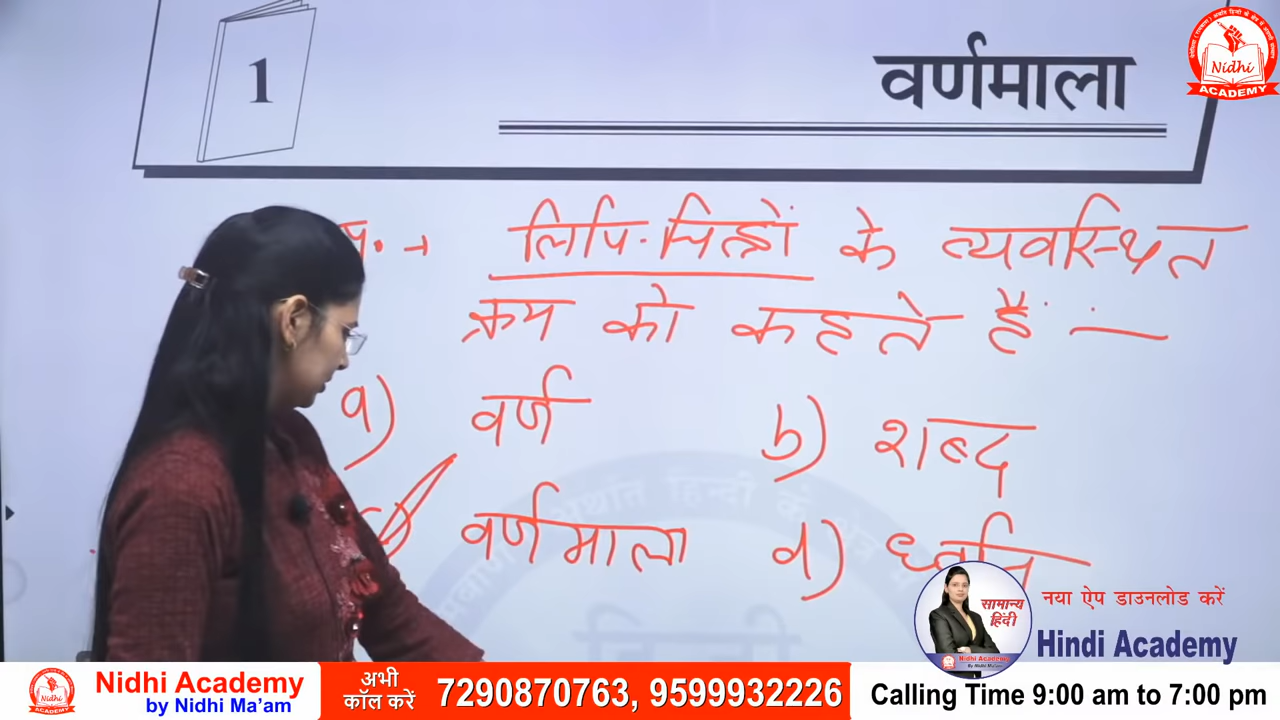 1
वर्णमाला
Nidhi
ACADEMY
प्र. → लिपि-चिन्हों के व्यवस्थित
क्रम को कहते हैं :-
a) वर्ण b) शब्द
c) वर्णमाला d) ध्वनि
अर्थात हिन्दी के
सामान्य
हिंदी
नया ऐप डाउनलोड करें
Hindi Academy
Nidhi Academy
by Nidhi Ma'am
अभी
कॉल करें
7290870763, 9599932226
Calling Time 9:00 am to 7:00 pm